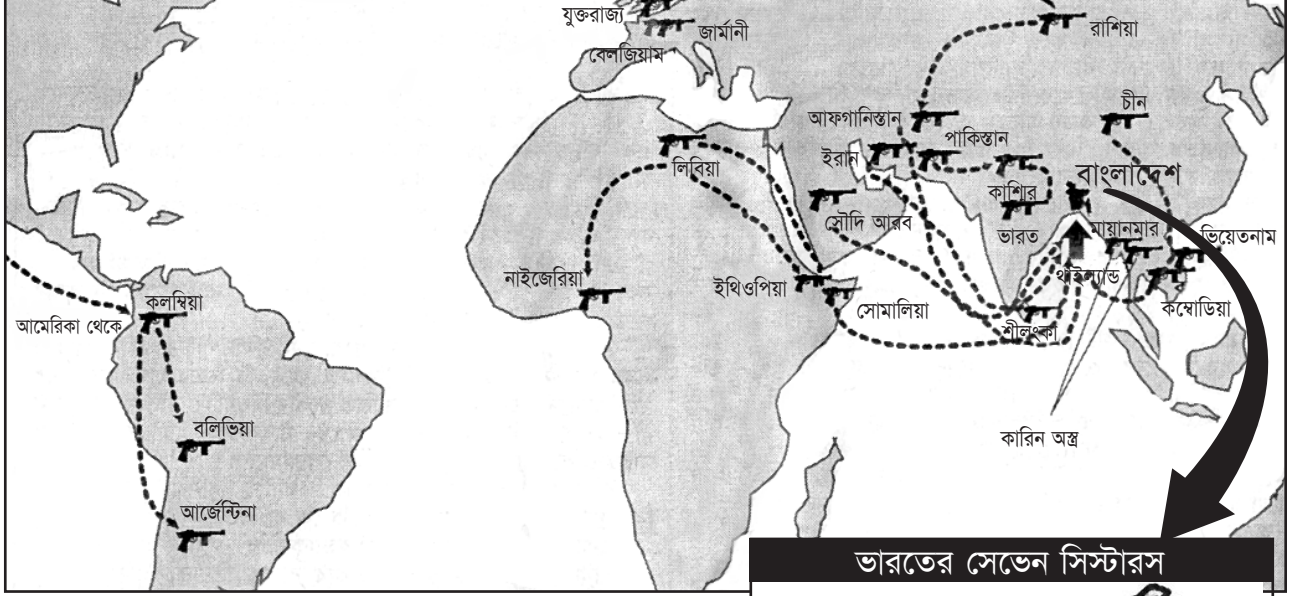 যুক্তরাজ্য
জার্মানী
বেলজিয়াম
রাশিয়া
চীন
আফগানিস্তান
পাকিস্তান
ইরান
লিবিয়া
কাশ্মির
বাংলাদেশ
সৌদি আরব
ভারত
মায়ানমার
ভিয়েতনাম
নাইজেরিয়া
ইথিওপিয়া
থাইল্যান্ড
কলম্বিয়া
আমেরিকা থেকে
সোমালিয়া
কম্বোডিয়া
শ্রীলংকা
বলিভিয়া
কারিন অস্ত্র
আর্জেন্টিনা
ভারতের সেভেন সিস্টারস